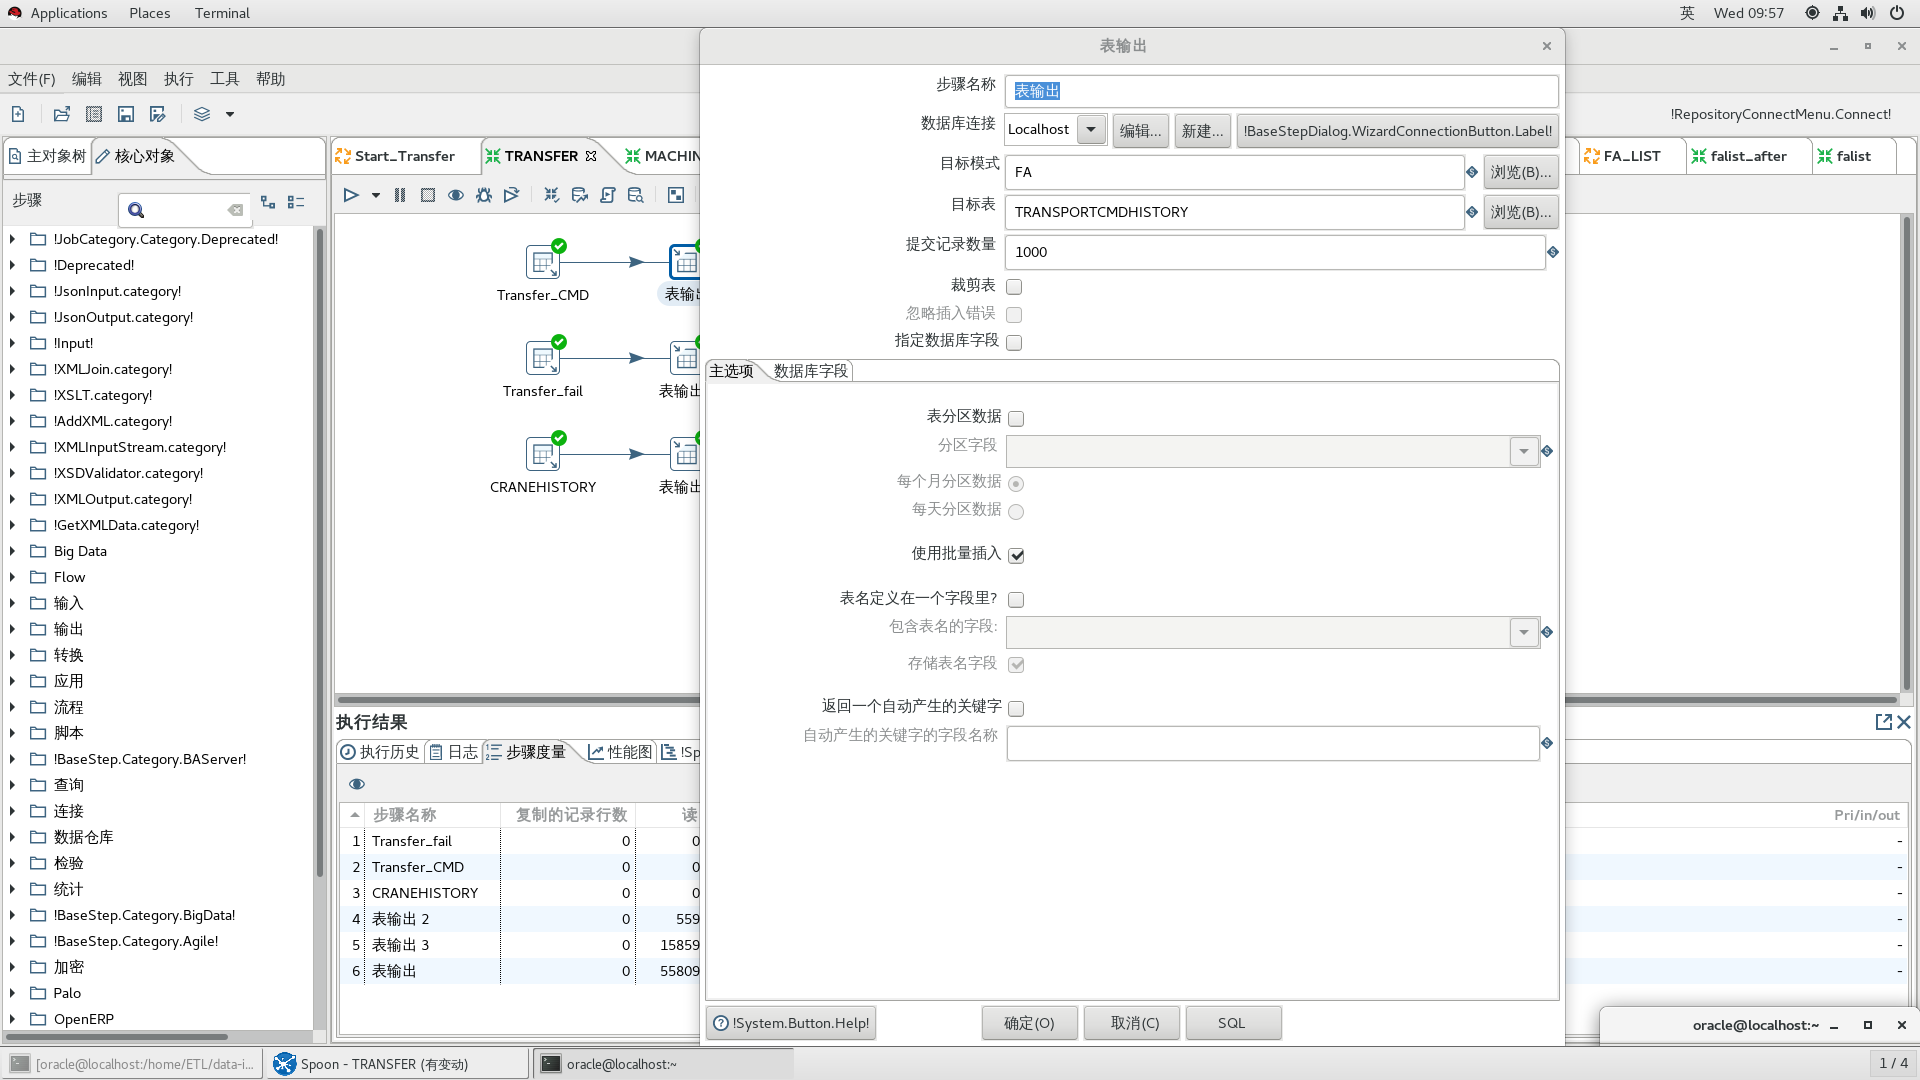 Applications Places Terminal 英 Wed 09:57
表输出
文件(F) 编辑 视图 执行 工具 帮助
!RepositoryConnectMenu.Connect!
主对象树 核心对象
步骤
!JobCategory.Category.Deprecated!
!Deprecated!
!JsonInput.category!
!JsonOutput.category!
!Input!
!XMLJoin.category!
!XSLT.category!
!AddXML.category!
!XMLInputStream.category!
!XSDValidator.category!
!XMLOutput.category!
!GetXMLData.category!
Big Data
Flow
输入
输出
转换
应用
流程
脚本
!BaseStep.Category.BAServer!
查询
连接
数据仓库
检验
统计
!BaseStep.Category.BigData!
!BaseStep.Category.Agile!
加密
Palo
OpenERP
Start_Transfer TRANSFER MACHIN FA_LIST falist_after falist
Transfer_CMD 表输出
Transfer_fail 表输出
CRANEHISTORY 表输出
步骤名称 表输出
数据库连接 Localhost 编辑... 新建... !BaseStepDialog.WizardConnectionButton.Label!
目标模式 FA 浏览(B)...
目标表 TRANSPORTCMDHISTORY 浏览(B)...
提交记录数量 1000
裁剪表
忽略插入错误
指定数据库字段
主选项 数据库字段
表分区数据
分区字段
每个月分区数据
每天分区数据
使用批量插入
表名定义在一个字段里?
包含表名的字段:
存储表名字段
返回一个自动产生的关键字
自动产生的关键字的字段名称
!System.Button.Help! 确定(O) 取消(C) SQL
执行结果
执行历史 日志 步骤度量 性能图 !Sp
步骤名称 复制的记录行数 读 Pri/in/out
1 Transfer_fail 0 0 -
2 Transfer_CMD 0 0 -
3 CRANEHISTORY 0 0 -
4 表输出 2 0 559 -
5 表输出 3 0 15859 -
6 表输出 0 55809 -
oracle@localhost:~
[oracle@localhost:/home/ETL/data-i... Spoon - TRANSFER (有变动) oracle@localhost:~ 1 / 4